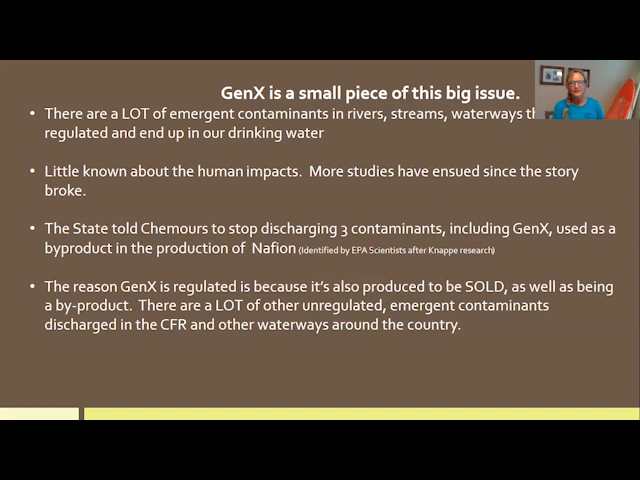 GenX is a small piece of this big issue.
• There are a LOT of emergent contaminants in rivers, streams, waterways
regulated and end up in our drinking water
• Little known about the human impacts. More studies have ensued since the story
broke.
• The State told Chemours to stop discharging 3 contaminants, including GenX, used as a
byproduct in the production of Nafion (Identified by EPA Scientists after Knappe research)
• The reason GenX is regulated is because it's also produced to be SOLD, as well as being
a by-product. There are a LOT of other unregulated, emergent contaminants
discharged in the CFR and other waterways around the country.